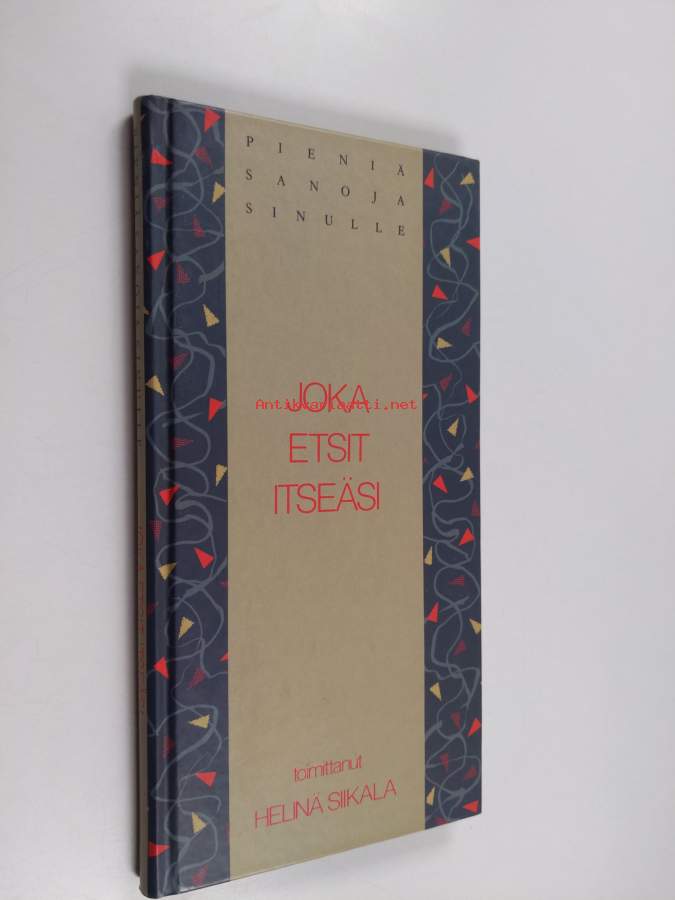 PIENIÄ
SANOJA
SINULLE
JOKA
Antikvariaatti.net
ETSIT
ITSEÄSI
toimittanut
HELINÄ SIIKALA